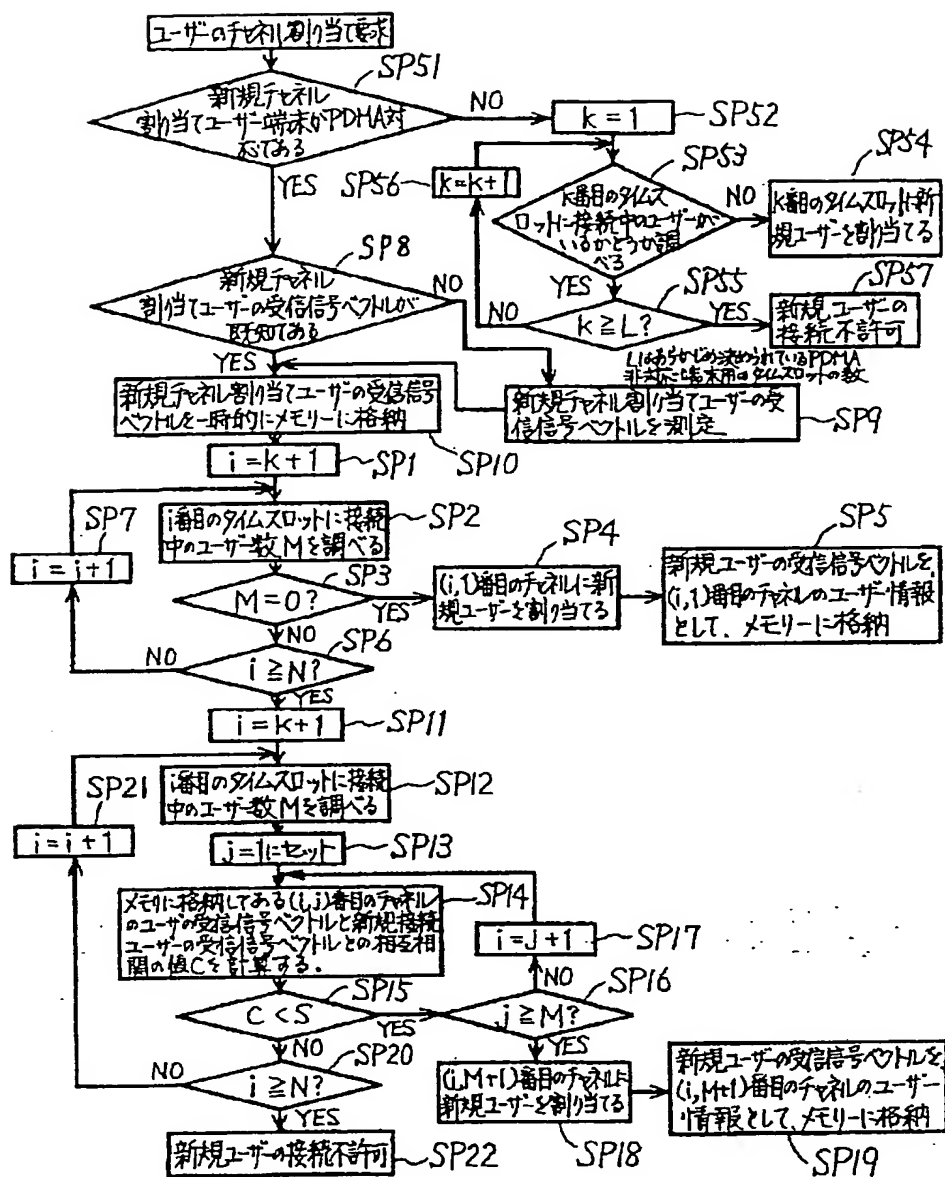 ユーザーのチャネル割り当て要求
SP51
新規チャネル
割り当てユーザー端末がPDMA対
応である
NO
YES
k=1
SP52
SP53
SP56
k=k+1
k番目のタイムス
ロットに接続中のユーザーが
いるかどうか調
べる
NO
YES
SP54
k番目のタイムスロットに新
規ユーザーを割り当てる
SP8
新規チャネル
割り当てユーザーの受信信号ベクトルが
既知である
NO
YES
SP55
k≧L?
NO
YES
SP57
新規ユーザーの
接続不許可
Lはあらかじめ決められているPDMA
非対応端末用のタイムスロットの数
新規チャネル割り当てユーザーの受信信号
ベクトルを一時的にメモリーに格納
SP10
新規チャネル割り当てユーザーの受
信信号ベクトルを測定
SP9
i=k+1
SP1
SP7
i=i+1
i番目のタイムスロットに接続
中のユーザー数Mを調べる
SP2
SP3
M=0?
YES
NO
SP4
(i,1)番目のチャネルに新
規ユーザーを割り当てる
SP5
新規ユーザーの受信信号ベクトルを、
(i,1)番目のチャネルのユーザー情報
として、メモリーに格納
SP6
i≧N?
NO
YES
i=k+1
SP11
SP21
i=i+1
i番目のタイムスロットに接続
中のユーザー数Mを調べる
SP12
j=1にセット
SP13
SP14
メモリに格納してある(i,j)番目のチャネル
のユーザの受信信号ベクトルと新規接続
ユーザーの受信信号ベクトルとの相互相
関の値Cを計算する.
i=J+1
SP17
SP15
C<S
YES
NO
SP16
j≧M?
NO
YES
SP20
i≧N?
NO
YES
(i,M+1)番目のチャネルに
新規ユーザーを割り当てる
SP18
新規ユーザーの受信信号ベクトルを、
(i,M+1)番目のチャネルのユーザー
情報として、メモリーに格納
SP19
新規ユーザーの接続不許可
SP22